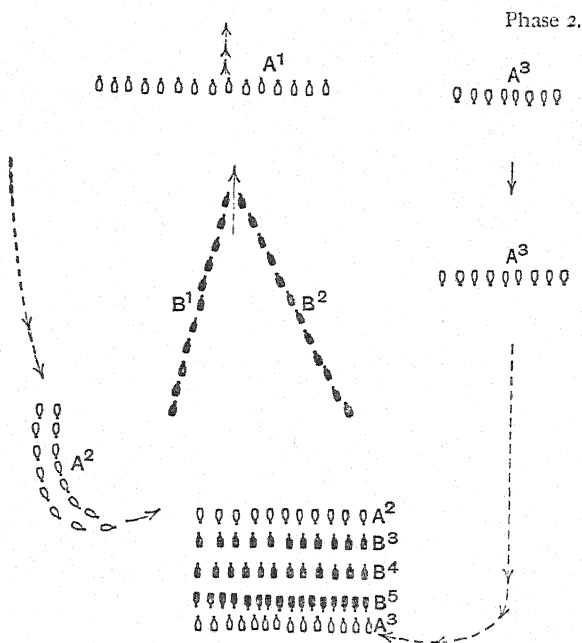 Phase 2.
A¹
A³
A³
B¹ B²
A²
A²
B³
B⁴
B⁵
A³